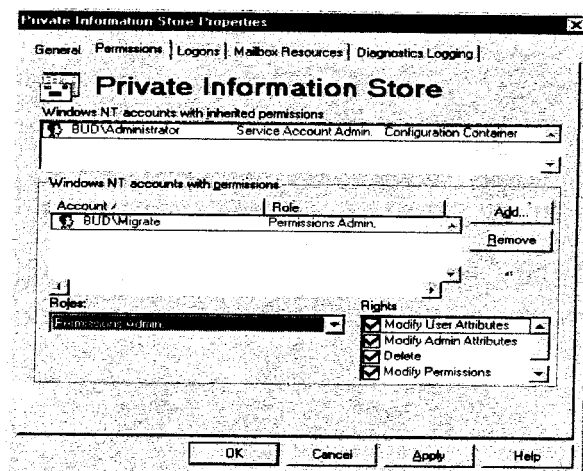 Private Information Store Properties
General Permissions Logons Mailbox Resources Diagnostics Logging
Private Information Store
Windows NT accounts with inherited permissions
BUD\Administrator Service Account Admin. Configuration Container
Windows NT accounts with permissions
Account / Role
BUD\Migrate Permissions Admin.
Add...
Remove
Roles:
Permissions Admin.
Rights
Modify User Attributes
Modify Admin Attributes
Delete
Modify Permissions
OK Cancel Apply Help